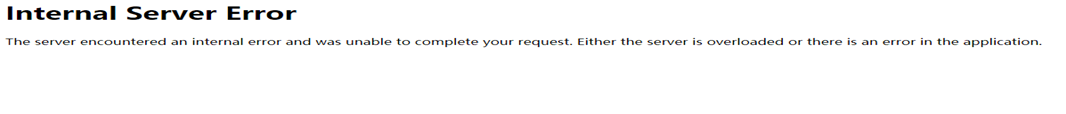 Internal Server Error
The server encountered an internal error and was unable to complete your request. Either the server is overloaded or there is an error in the application.